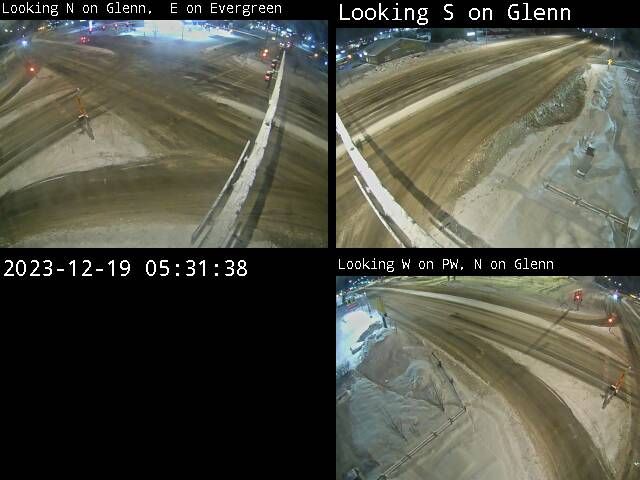 Looking N on Glenn,  E on Evergreen
Looking S on Glenn
2023-12-19 05:31:38
Looking W on PW, N on Glenn